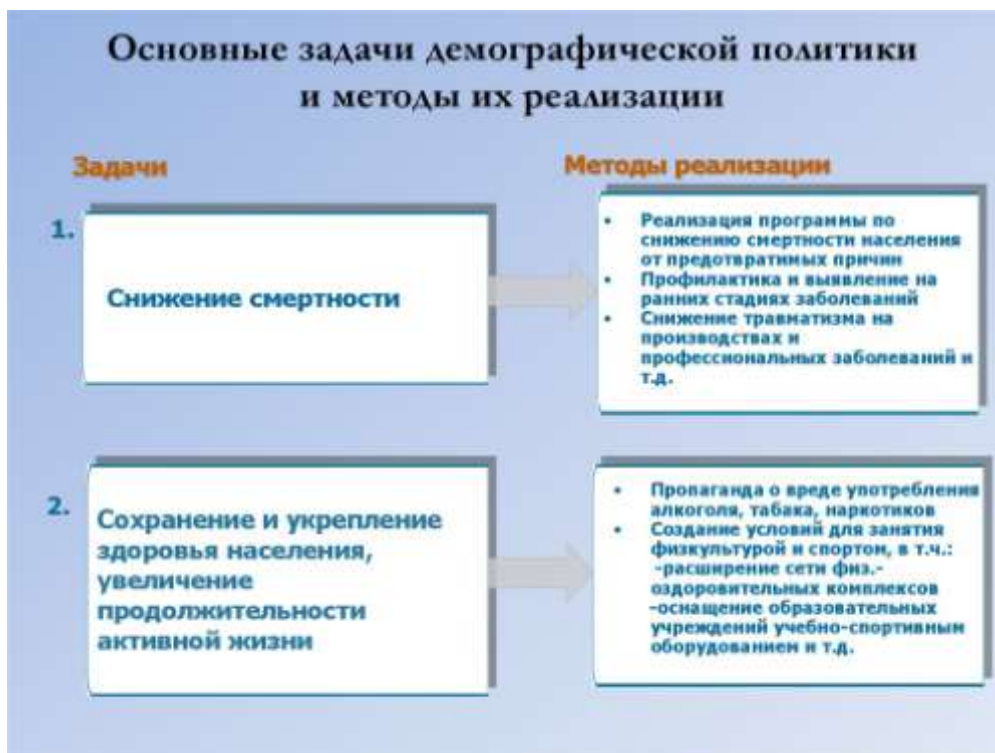 Основные задачи демографической политики
и методы их реализации
Задачи
Методы реализации
1.
Снижение смертности
• Реализация программы по
снижению смертности населения
от предотвратимых причин
• Профилактика и выявление на
ранних стадиях заболеваний
• Снижение травматизма на
производствах и
профессиональных заболеваний и
т.д.
2.
Сохранение и укрепление
здоровья населения,
увеличение
продолжительности
активной жизни
• Пропаганда о вреде употребления
алкоголя, табака, наркотиков
• Создание условий для занятия
физкультурой и спортом, в т.ч.:
-расширение сети физ.-
оздоровительных комплексов
-оснащение образовательных
учреждений учебно-спортивным
оборудованием и т.д.